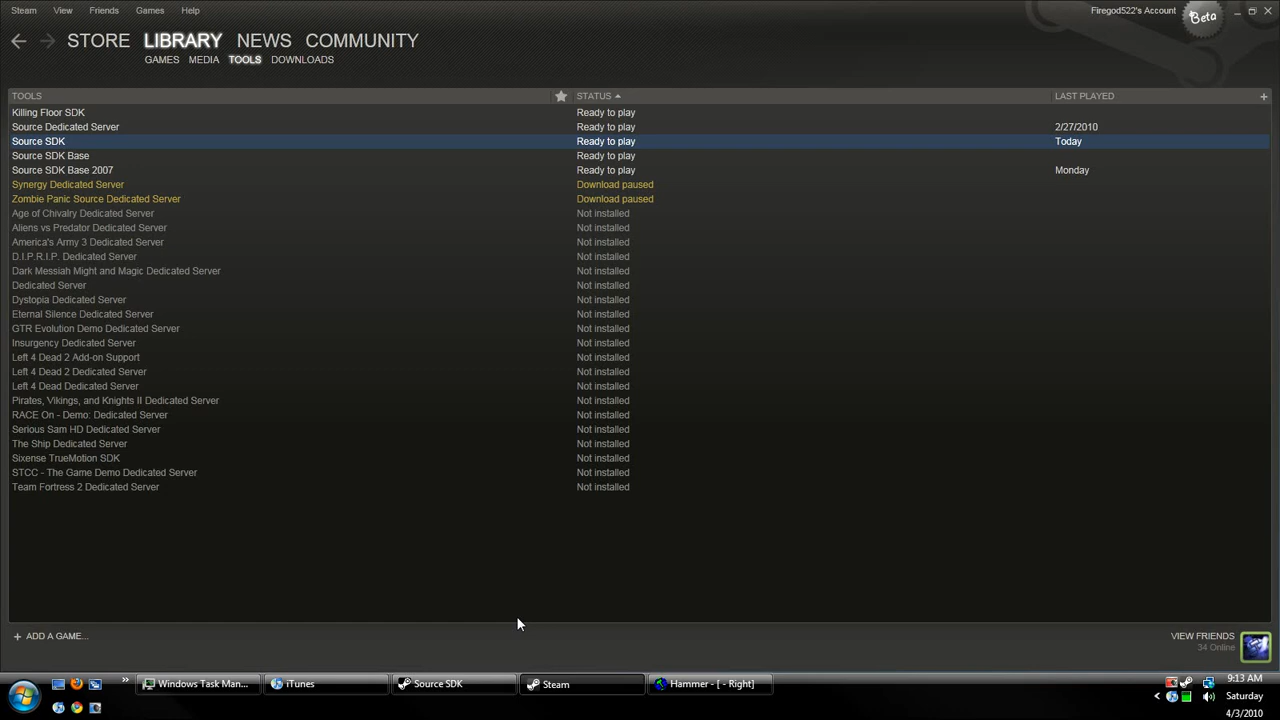 Steam View Friends Games Help Firegod522's Account Beta
STORE LIBRARY NEWS COMMUNITY
GAMES MEDIA TOOLS DOWNLOADS
TOOLS STATUS LAST PLAYED
Killing Floor SDK Ready to play
Source Dedicated Server Ready to play 2/27/2010
Source SDK Ready to play Today
Source SDK Base Ready to play
Source SDK Base 2007 Ready to play Monday
Synergy Dedicated Server Download paused
Zombie Panic Source Dedicated Server Download paused
Age of Chivalry Dedicated Server Not installed
Aliens vs Predator Dedicated Server Not installed
America's Army 3 Dedicated Server Not installed
D.I.P.R.I.P. Dedicated Server Not installed
Dark Messiah Might and Magic Dedicated Server Not installed
Dedicated Server Not installed
Dystopia Dedicated Server Not installed
Eternal Silence Dedicated Server Not installed
GTR Evolution Demo Dedicated Server Not installed
Insurgency Dedicated Server Not installed
Left 4 Dead 2 Add-on Support Not installed
Left 4 Dead 2 Dedicated Server Not installed
Left 4 Dead Dedicated Server Not installed
Pirates, Vikings, and Knights II Dedicated Server Not installed
RACE On - Demo: Dedicated Server Not installed
Serious Sam HD Dedicated Server Not installed
The Ship Dedicated Server Not installed
Sixense TrueMotion SDK Not installed
STCC - The Game Demo Dedicated Server Not installed
Team Fortress 2 Dedicated Server Not installed
+ ADD A GAME... VIEW FRIENDS
34 Online
Windows Task Man... iTunes Source SDK Steam Hammer - [ - Right] 9:13 AM
Saturday
4/3/2010